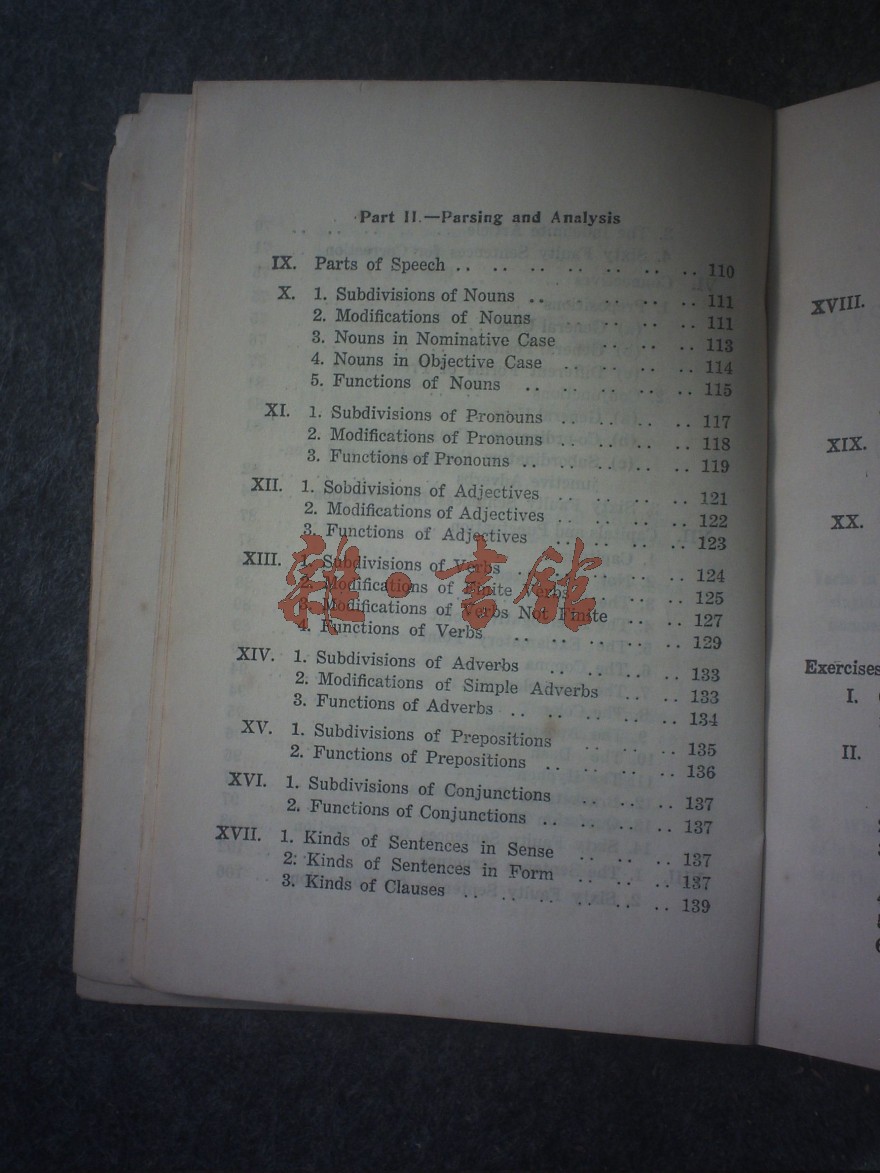 Part II.—Parsing and Analysis
IX. Parts of Speech .. .. .. .. .. .. .. 110
X. 1. Subdivisions of Nouns .. .. .. .. .. 111
2. Modifications of Nouns .. .. .. 111
3. Nouns in Nominative Case .. .. .. 113
4. Nouns in Objective Case .. .. .. .. 114
5. Functions of Nouns .. .. .. .. .. 115
XI. 1. Subdivisions of Pronouns .. .. .. .. 117
2. Modifications of Pronouns .. .. .. .. 118
3. Functions of Pronouns .. .. .. .. .. 119
XII. 1. Sobdivisions of Adjectives .. .. .. .. 121
2. Modifications of Adjectives .. .. .. .. 122
3. Functions of Adjectives .. .. .. .. 123
XIII. 1. Subdivisions of Verbs .. .. .. .. .. 124
2. Modifications of Finite Verbs .. .. .. 125
3. Modifications of Verbs Not Finite .. .. 127
4. Functions of Verbs .. .. .. .. .. 129
XIV. 1. Subdivisions of Adverbs .. .. .. .. 133
2. Modifications of Simple Adverbs .. .. 133
3. Functions of Adverbs .. .. .. .. .. 134
XV. 1. Subdivisions of Prepositions .. .. .. .. 135
2. Functions of Prepositions .. .. .. .. 136
XVI. 1. Subdivisions of Conjunctions .. .. .. 137
2. Functions of Conjunctions .. .. .. .. 137
XVII. 1. Kinds of Sentences in Sense .. .. .. 137
2. Kinds of Sentences in Form .. .. .. 137
3. Kinds of Clauses .. .. .. .. .. .. 139
雜·書館
XVIII.
XIX.
XX.
Exercises
I.
II.